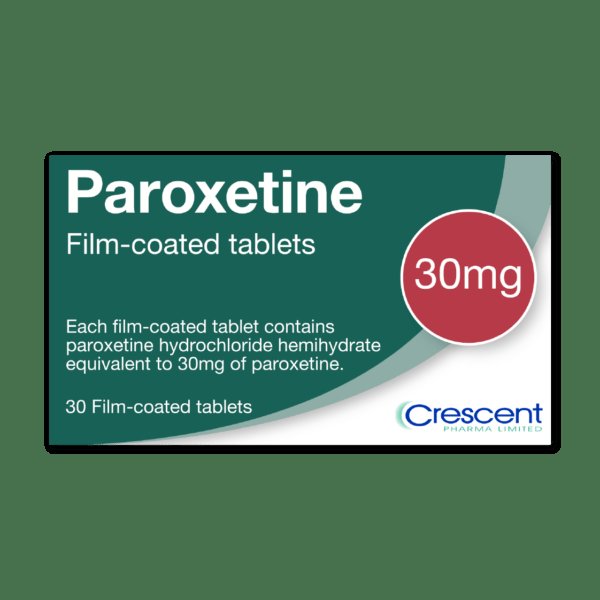 Paroxetine
Film-coated tablets
30mg
Each film-coated tablet contains
paroxetine hydrochloride hemihydrate
equivalent to 30mg of paroxetine.
30 Film-coated tablets
Crescent
PHARMA LIMITED